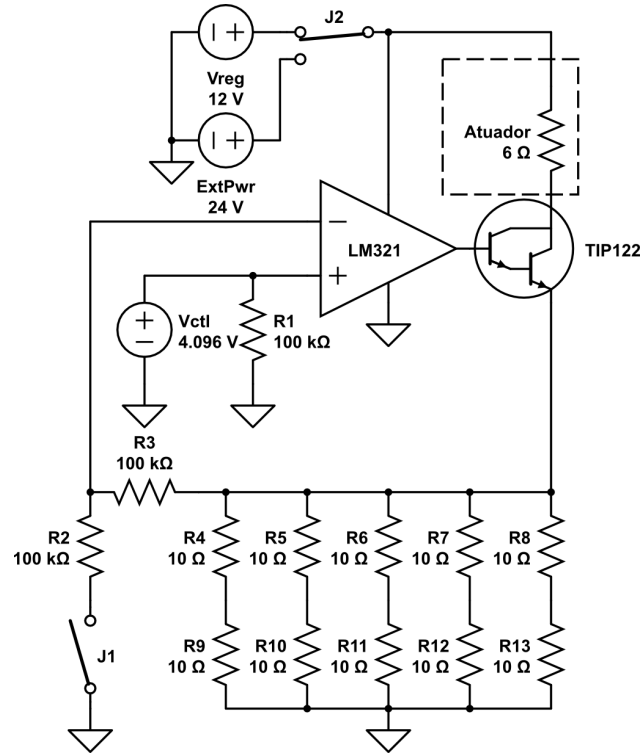 J2
Vreg
12 V
ExtPwr
24 V
Atuador
6 Ω
LM321
TIP122
Vctl
4.096 V
R1
100 kΩ
R3
100 kΩ
R2
100 kΩ
R4
10 Ω
R5
10 Ω
R6
10 Ω
R7
10 Ω
R8
10 Ω
J1
R9
10 Ω
R10
10 Ω
R11
10 Ω
R12
10 Ω
R13
10 Ω